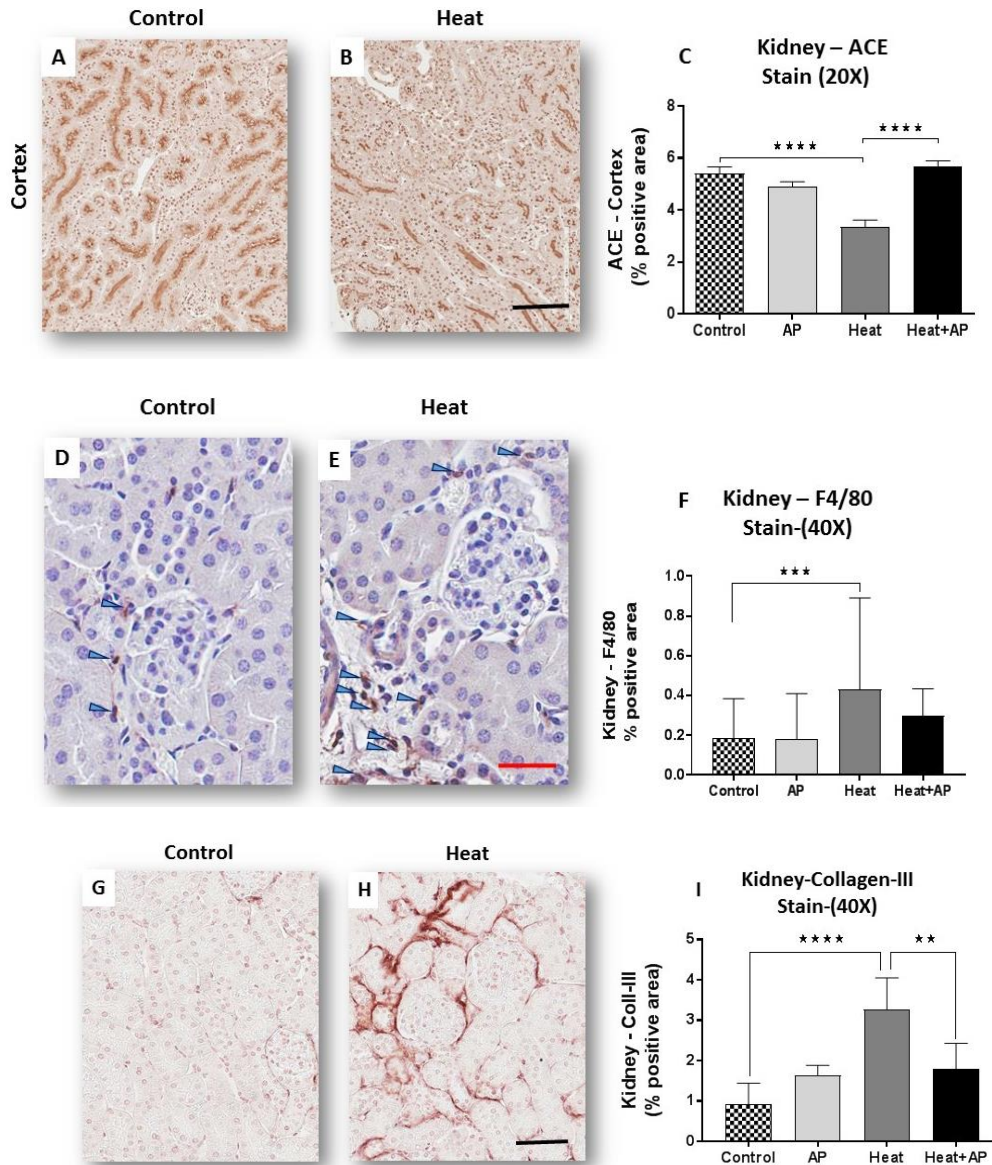 Control
Heat
A
B
Cortex
C
Kidney – ACE
Stain (20X)
ACE - Cortex
(% positive area)
8
6
4
2
0
****
****
Control AP Heat Heat+AP
Control
Heat
D
E
F
Kidney – F4/80
Stain-(40X)
Kidney - F4/80
% positive area
1.0
0.8
0.6
0.4
0.2
0.0
***
Control AP Heat Heat+AP
Control
Heat
G
H
I
Kidney-Collagen-III
Stain-(40X)
Kidney - Coll-III
(% positive area)
5
4
3
2
1
0
****
**
Control AP Heat Heat+AP